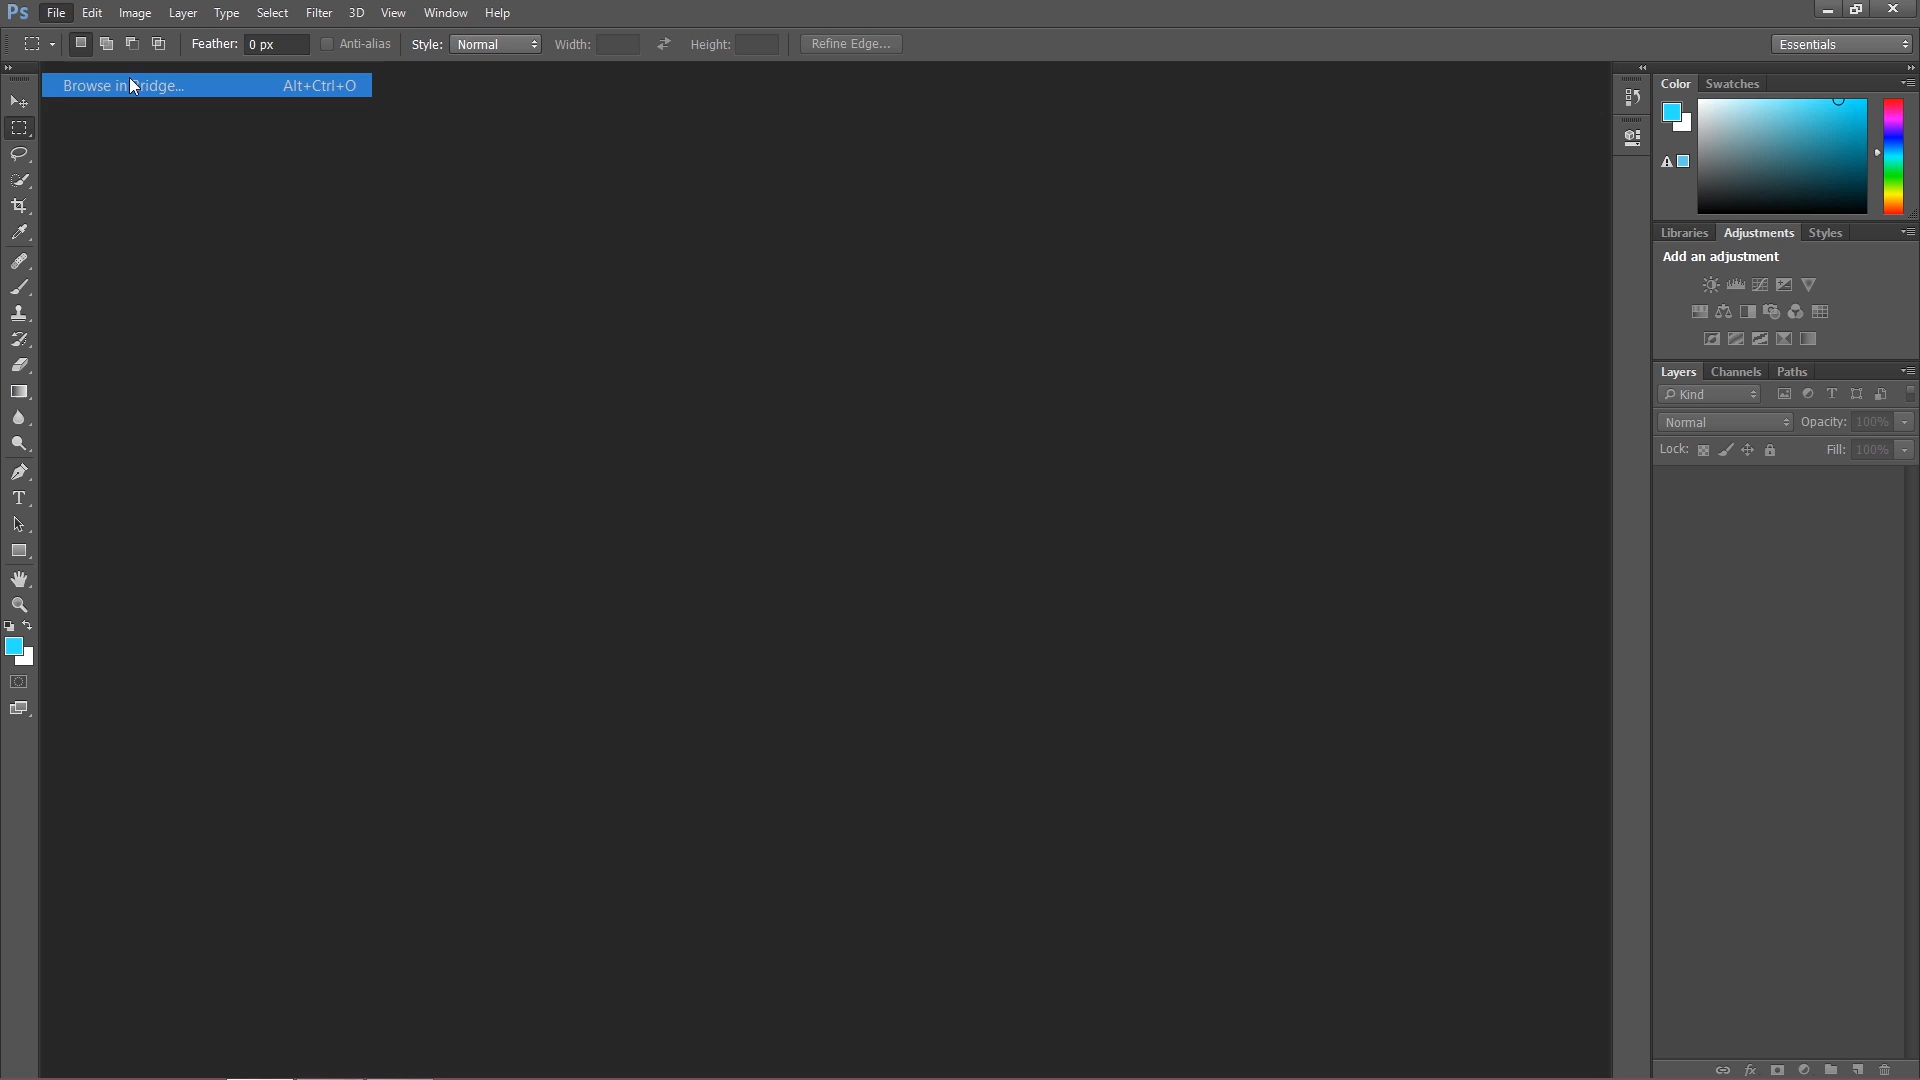 Ps File Edit Image Layer Type Select Filter 3D View Window Help
Feather: 0 px Anti-alias Style: Normal Width: Height: Refine Edge... Essentials
Browse in Bridge... Alt+Ctrl+O
Color Swatches
Libraries Adjustments Styles
Add an adjustment
Layers Channels Paths
Kind
Normal Opacity: 100%
Lock: Fill: 100%